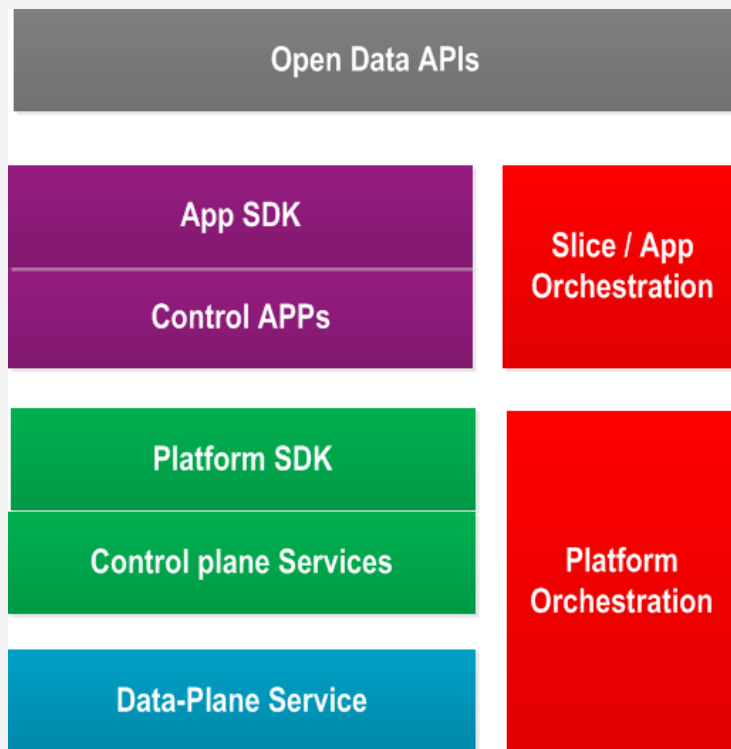 Open Data APIs
App SDK
Control APPs
Slice / App
Orchestration
Platform SDK
Control plane Services
Platform
Orchestration
Data-Plane Service